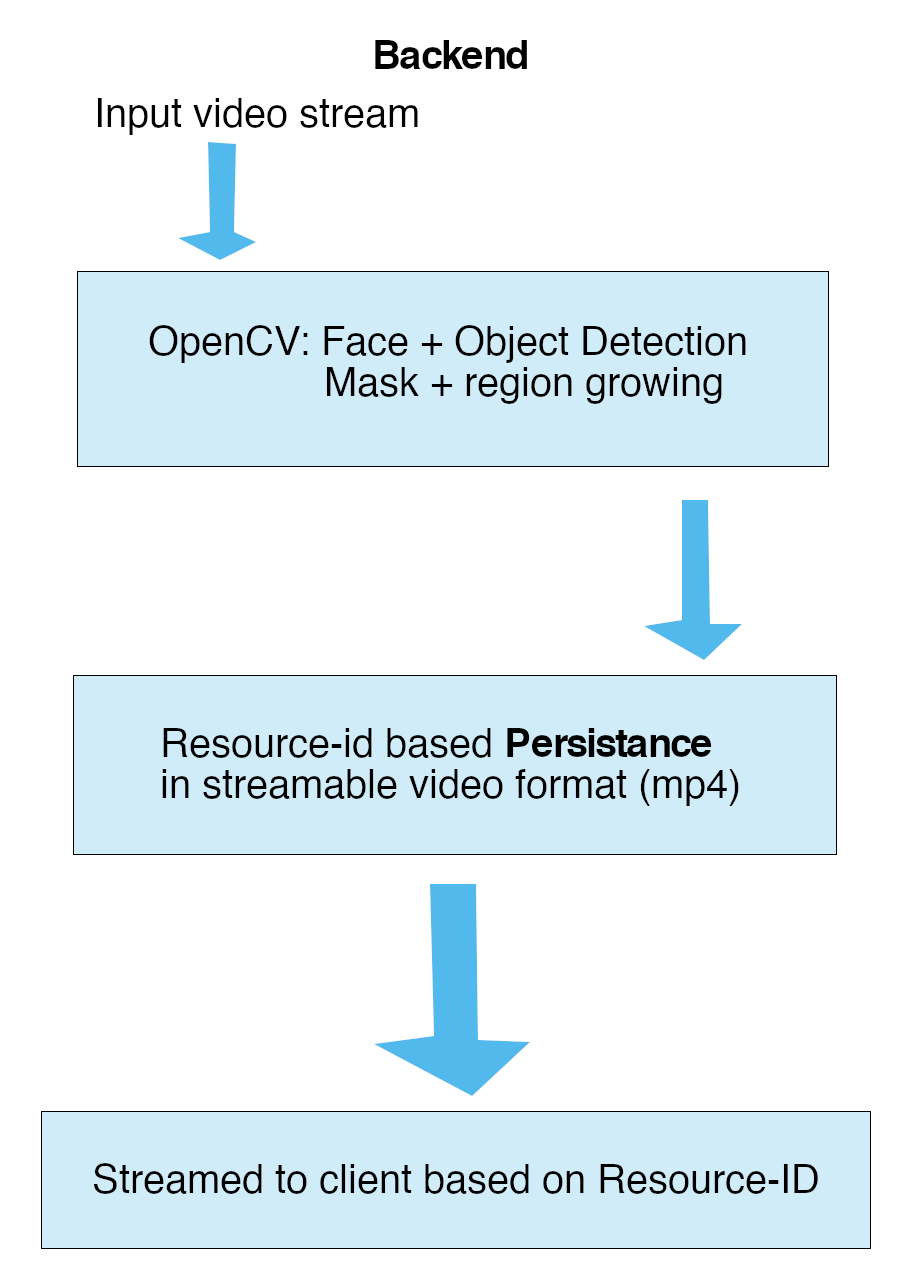 Backend
Input video stream
OpenCV: Face + Object Detection
Mask + region growing
Resource-id based Persistance
in streamable video format (mp4)
Streamed to client based on Resource-ID